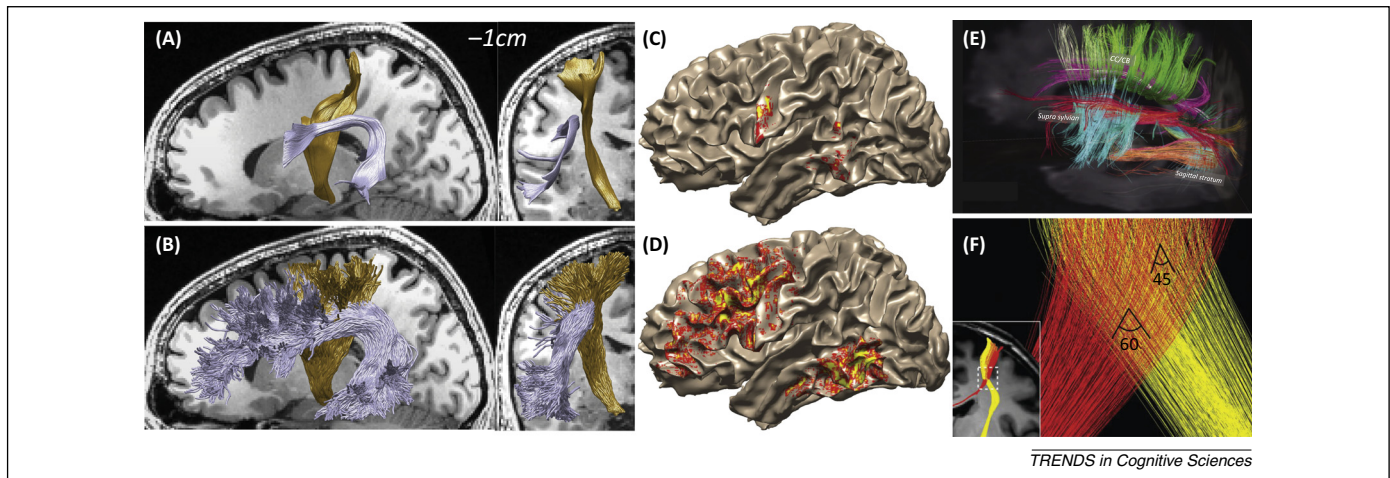 (A)
–1cm
(B)
(C)
(D)
(E)
CC/CB
Supra sylvian
Sagittal stratum
(F)
45
60
TRENDS in Cognitive Sciences